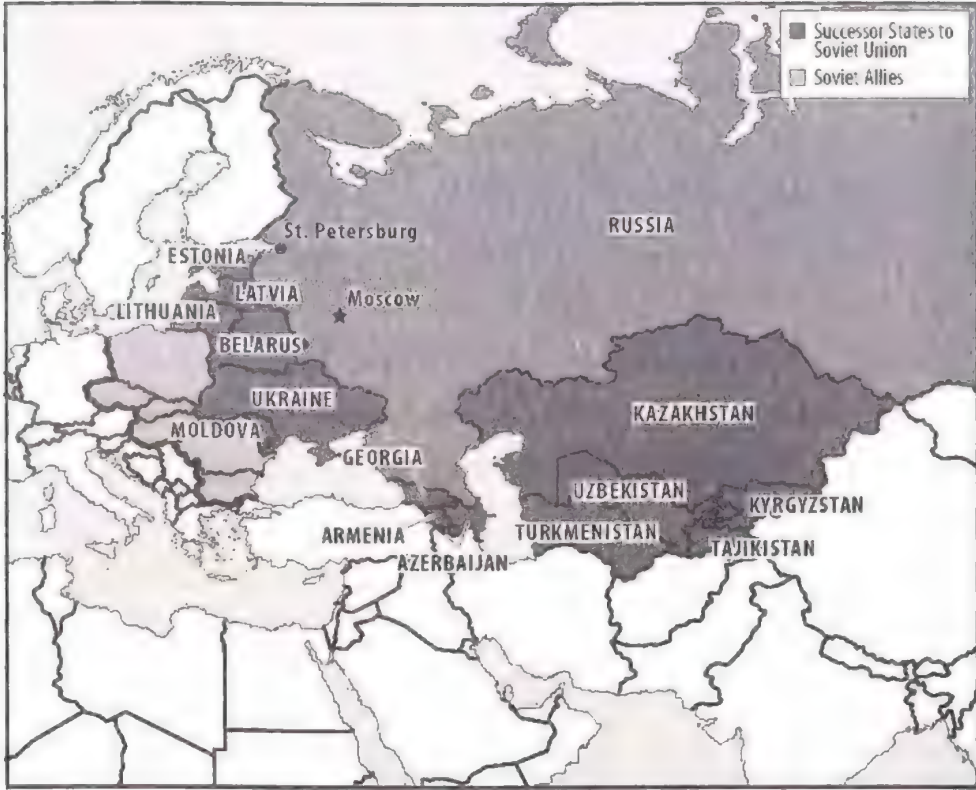 Successor States to
Soviet Union
Soviet Allies
RUSSIA
St. Petersburg
ESTONIA
LATVIA
Moscow
LITHUANIA
BELARUS
UKRAINE
KAZAKHSTAN
MOLDOVA
GEORGIA
UZBEKISTAN
KYRGYZSTAN
ARMENIA
TURKMENISTAN
TAJIKISTAN
AZERBAIJAN